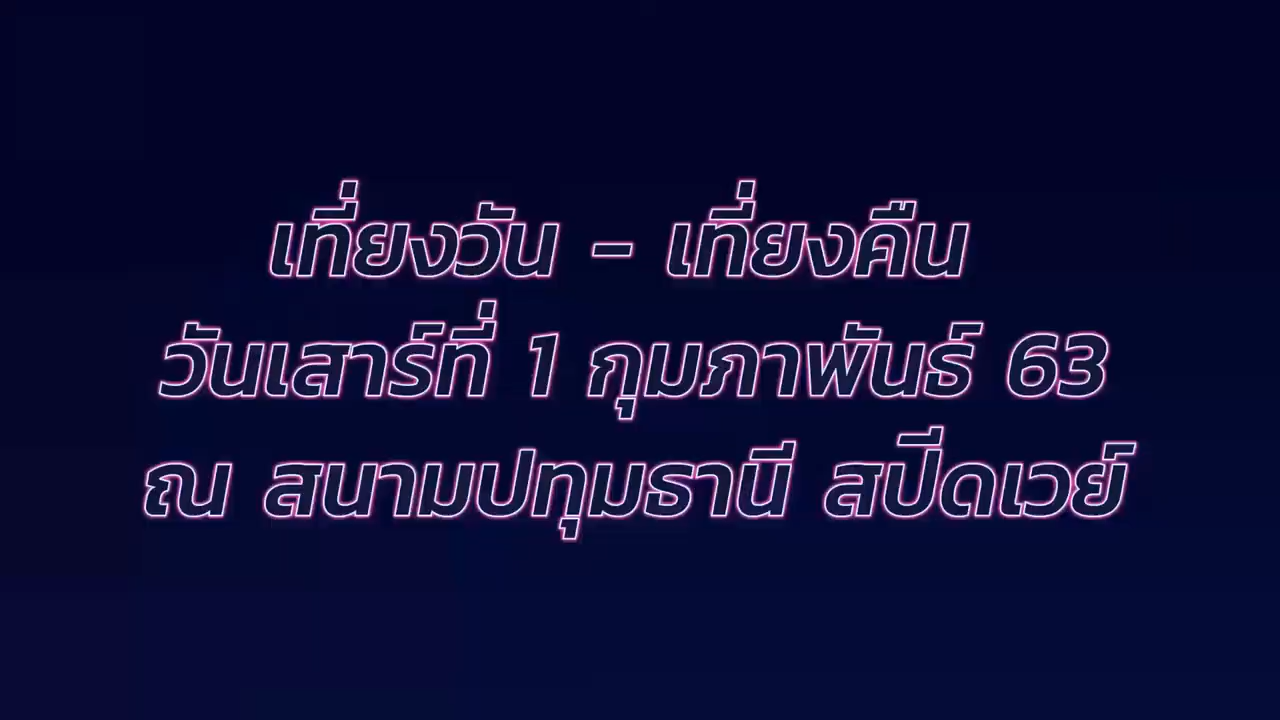 เที่ยงวัน - เที่ยงคืน
วันเสาร์ที่ 1 กุมภาพันธ์ 63
ณ สนามปทุมธานี สปีดเวย์